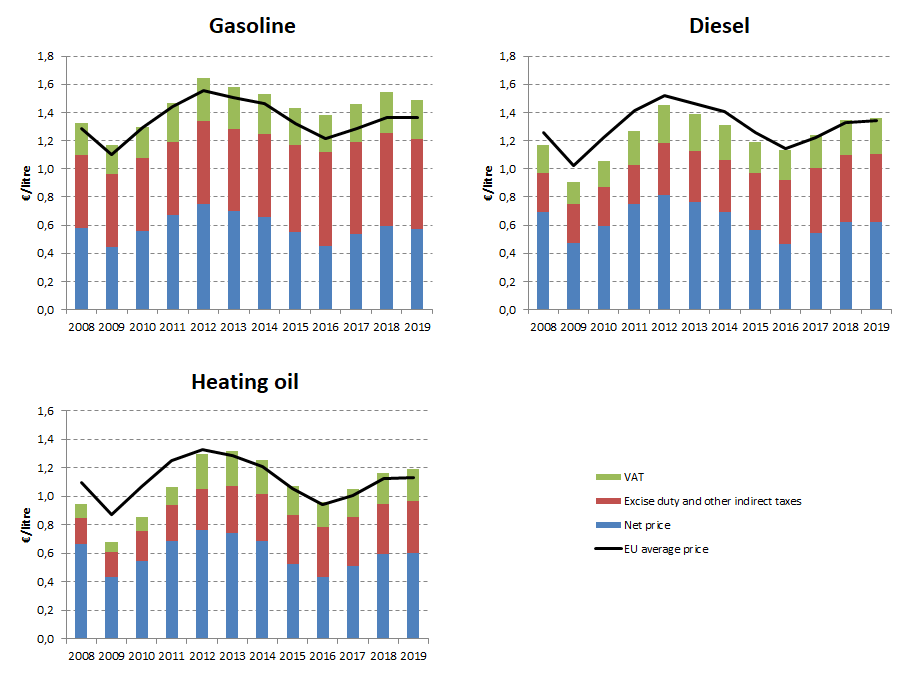 Gasoline
1,8
1,6
1,4
1,2
1,0
0,8
0,6
0,4
0,2
0,0
€/litre
2008 2009 2010 2011 2012 2013 2014 2015 2016 2017 2018 2019
Diesel
1,8
1,6
1,4
1,2
1,0
0,8
0,6
0,4
0,2
0,0
€/litre
2008 2009 2010 2011 2012 2013 2014 2015 2016 2017 2018 2019
Heating oil
1,6
1,4
1,2
1,0
0,8
0,6
0,4
0,2
0,0
€/litre
2008 2009 2010 2011 2012 2013 2014 2015 2016 2017 2018 2019
VAT
Excise duty and other indirect taxes
Net price
EU average price